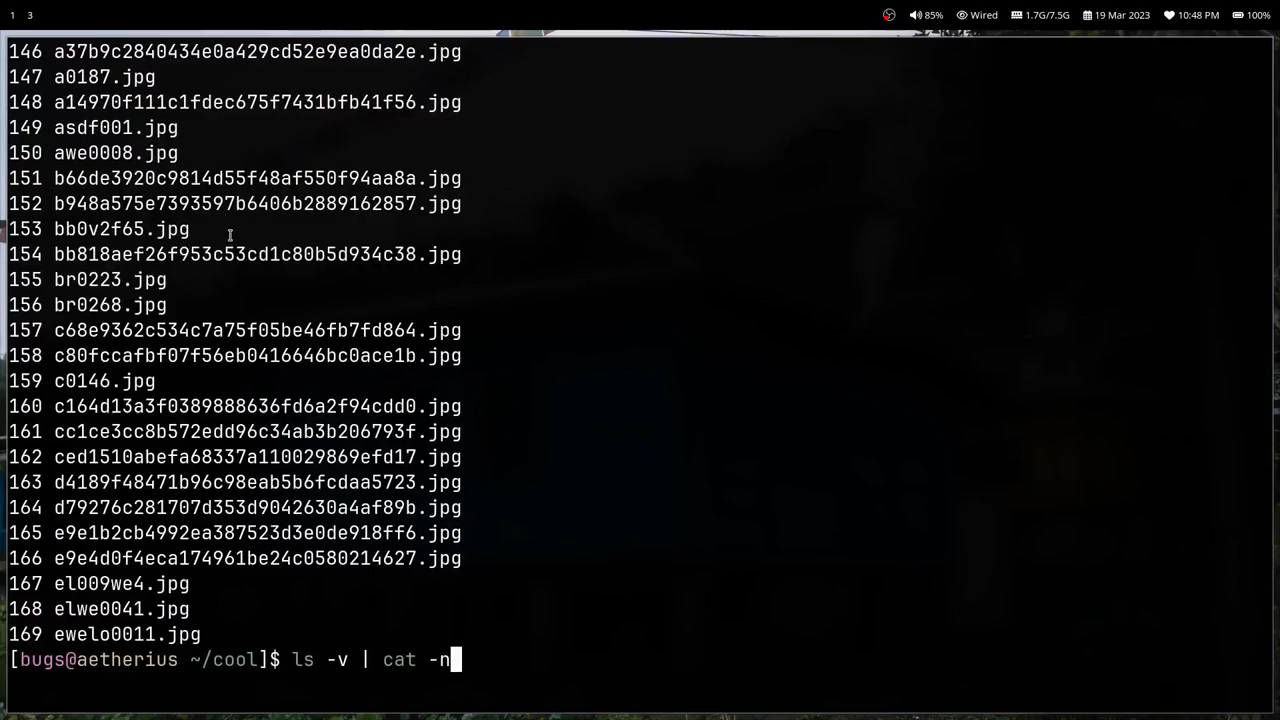 1 3 85% Wired 1.7G/7.5G 19 Mar 2023 10:48 PM 100%
146 a37b9c2840434e0a429cd52e9ea0da2e.jpg
147 a0187.jpg
148 a14970f111c1fdec675f7431bfb41f56.jpg
149 asdf001.jpg
150 awe0008.jpg
151 b66de3920c9814d55f48af550f94aa8a.jpg
152 b948a575e7393597b6406b2889162857.jpg
153 bb0v2f65.jpg
154 bb818aef26f953c53cd1c80b5d934c38.jpg
155 br0223.jpg
156 br0268.jpg
157 c68e9362c534c7a75f05be46fb7fd864.jpg
158 c80fccafbf07f56eb0416646bc0ace1b.jpg
159 c0146.jpg
160 c164d13a3f0389888636fd6a2f94cdd0.jpg
161 cc1ce3cc8b572edd96c34ab3b206793f.jpg
162 ced1510abefa68337a110029869efd17.jpg
163 d4189f48471b96c98eab5b6fcdaa5723.jpg
164 d79276c281707d353d9042630a4af89b.jpg
165 e9e1b2cb4992ea387523d3e0de918ff6.jpg
166 e9e4d0f4eca174961be24c0580214627.jpg
167 el009we4.jpg
168 elwe0041.jpg
169 ewelo0011.jpg
[bugs@aetherius ~/cool]$ ls -v | cat -n